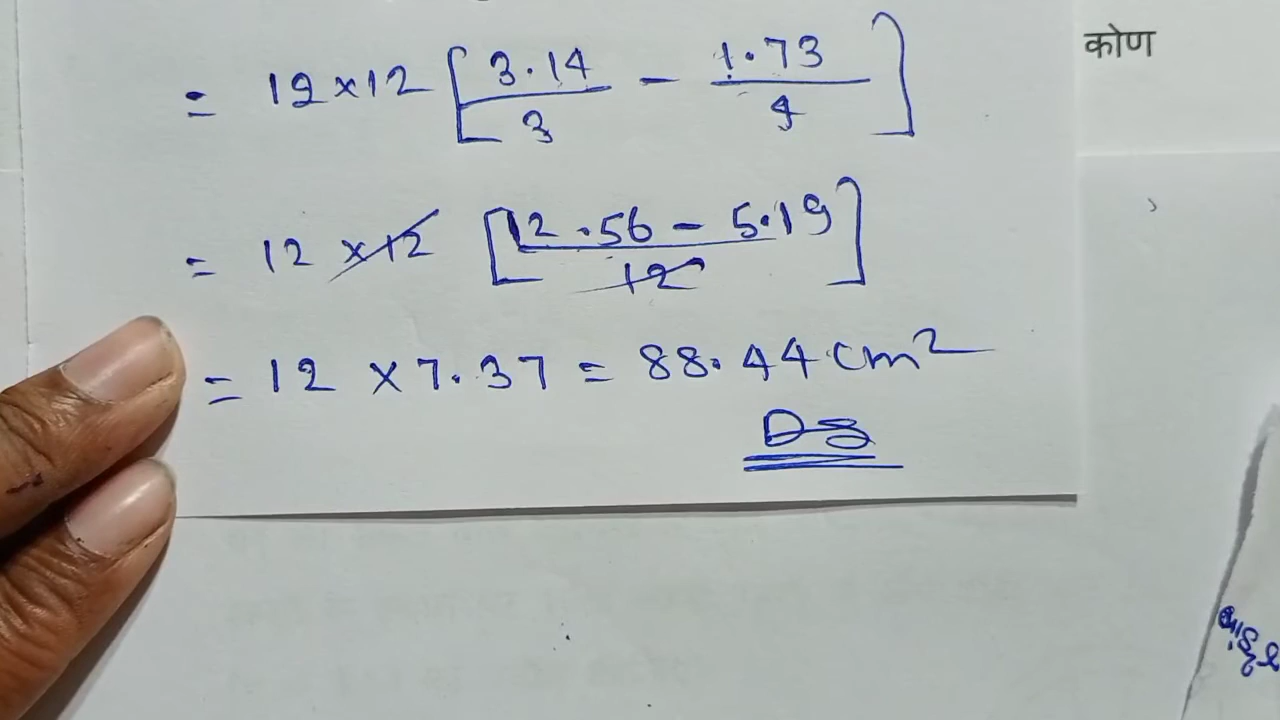 = 12 × 12 [ 3.14 / 3 − 1.73 / 4 ]
कोण
= 12 × 12 [ 12.56 − 5.19 / 12 ]
= 12 × 7.37 = 88.44 cm²